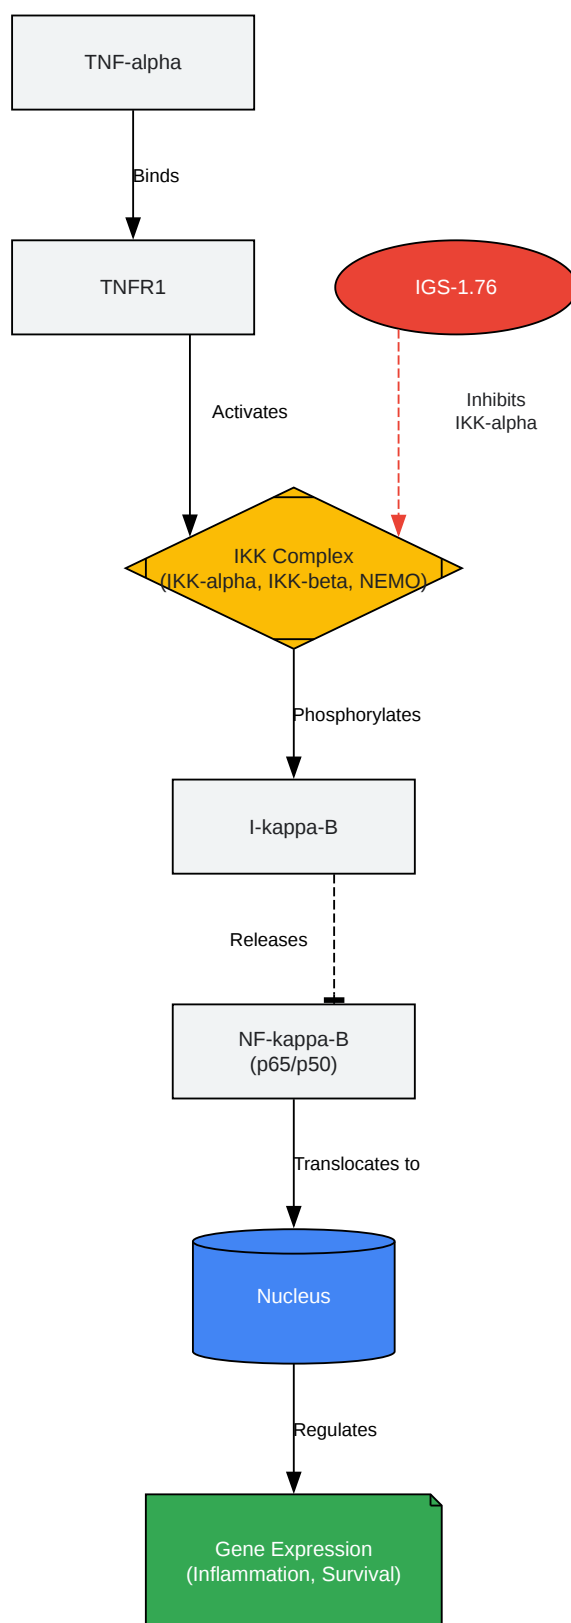 TNF-alpha
Binds
TNFR1
IGS-1.76
Activates
Inhibits
IKK-alpha
IKK Complex
(IKK-alpha, IKK-beta, NEMO)
Phosphorylates
I-kappa-B
Releases
NF-kappa-B
(p65/p50)
Translocates to
Nucleus
Regulates
Gene Expression
(Inflammation, Survival)